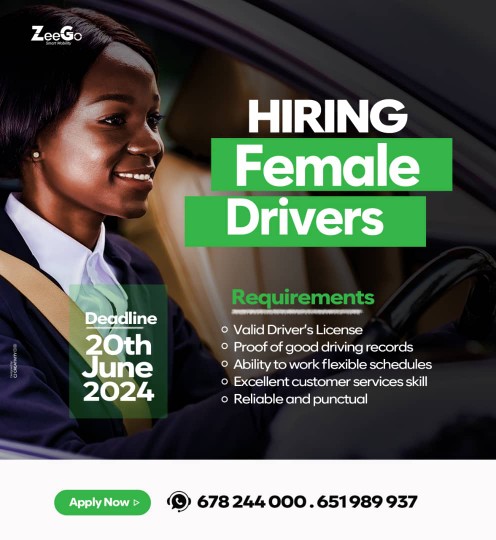 ZeeGo
Smart Mobility
HIRING
Female
Drivers
Requirements
Valid Driver's License
Proof of good driving records
Ability to work flexible schedules
Excellent customer services skill
Reliable and punctual
Deadline
20th
June
2024
Apply Now
678 244 000 . 651 989 937